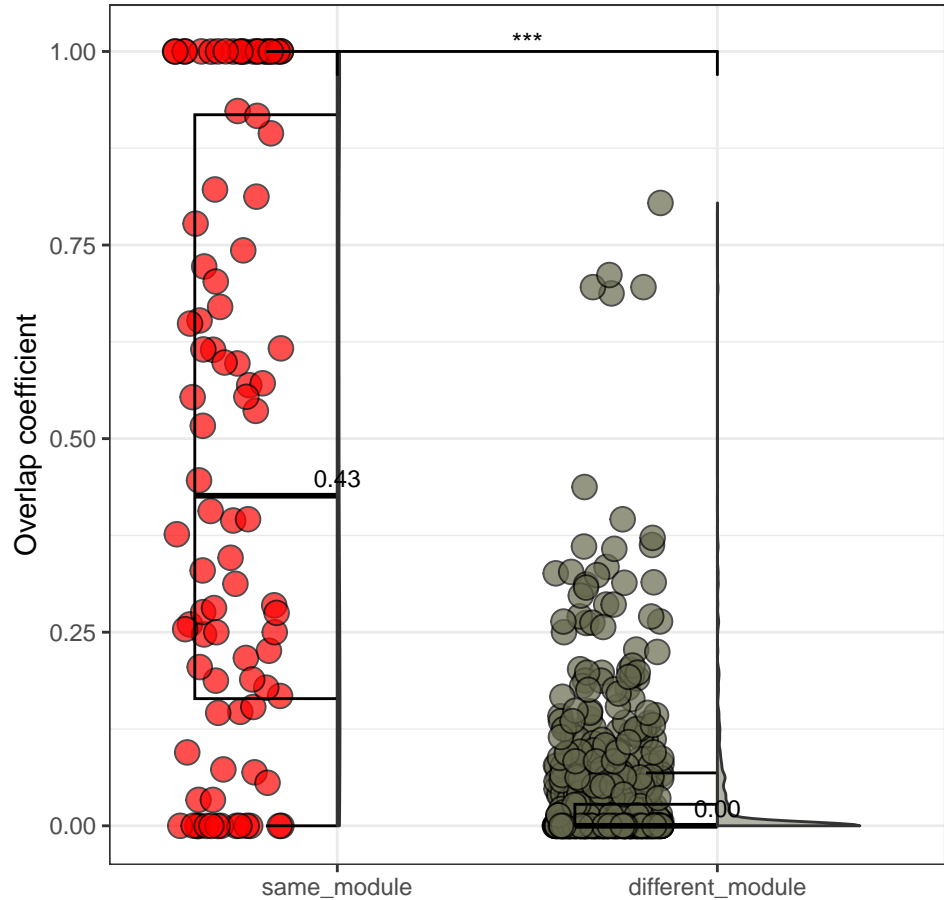 ***
1.00
0.75
0.50
0.25
0.00
Overlap coefficient
0.43
0.00
same_module
different_module